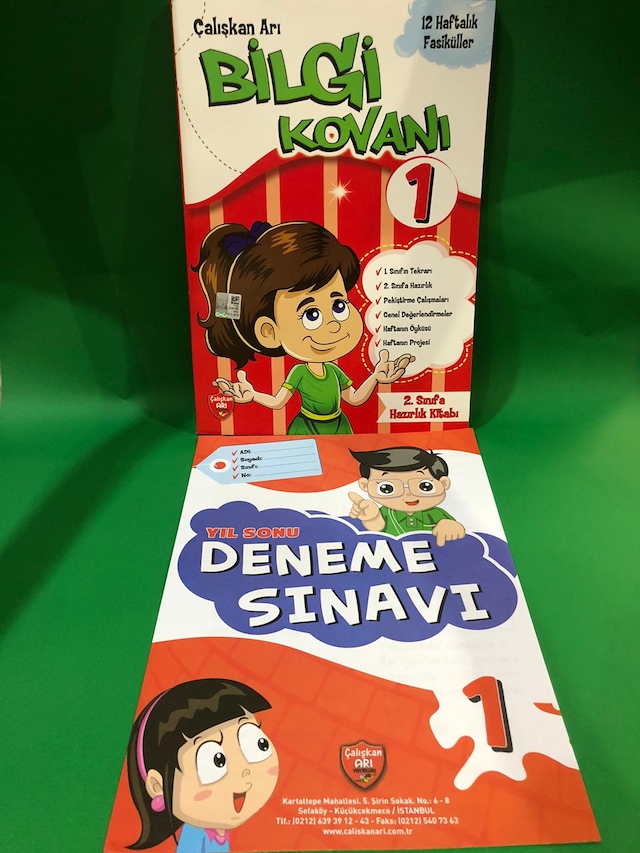 Çalışkan Arı
12 Haftalık
Fasiküller
BİLGİ
KOVANI
1
1. Sınıfın Tekrarı
2. Sınıfa Hazırlık
Pekiştirme Çalışmaları
Genel Değerlendirmeler
Haftanın Öyküsü
Haftanın Projesi
Çalışkan
ARI
2. Sınıfa
Hazırlık Kitabı
Adı:
Soyadı:
Sınıfı:
No:
YIL SONU
DENEME
SINAVI
1
Çalışkan
ARI
Kartaltepe Mahallesi. 5. Şirin Sokak. No.: 6 - 8
Sefaköy - Küçükçekmece / İSTANBUL
Tlf.: (0212) 639 39 12 - 43 - Faks: (0212) 540 73 63
www.caliskanari.com.tr